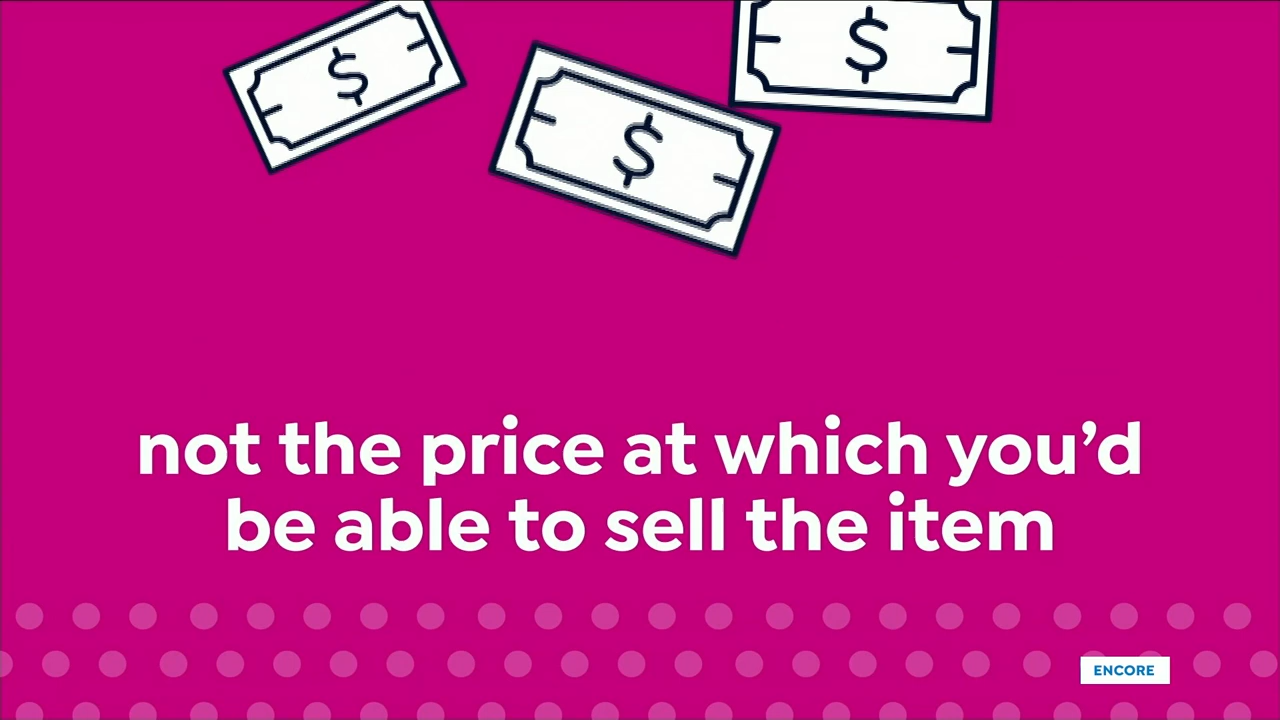 $
$
$
not the price at which you’d
be able to sell the item
ENCORE